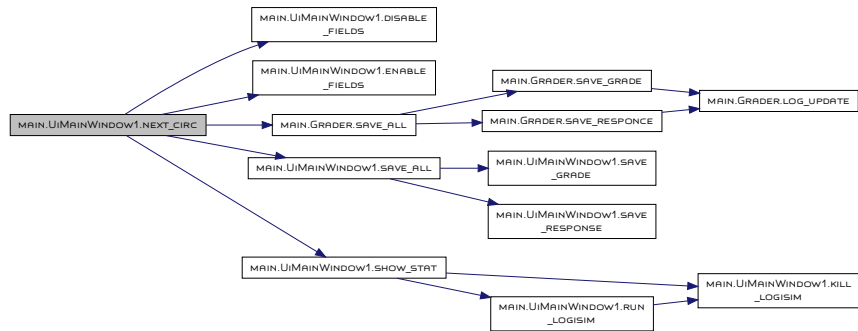 main.UiMainWindow1.disable
_fields
main.UiMainWindow1.enable
_fields
main.Grader.save_grade
main.Grader.log_update
main.UiMainWindow1.next_circ
main.Grader.save_all
main.Grader.save_responce
main.UiMainWindow1.save_all
main.UiMainWindow1.save
_grade
main.UiMainWindow1.save
_response
main.UiMainWindow1.show_stat
main.UiMainWindow1.kill
_logisim
main.UiMainWindow1.run
_logisim